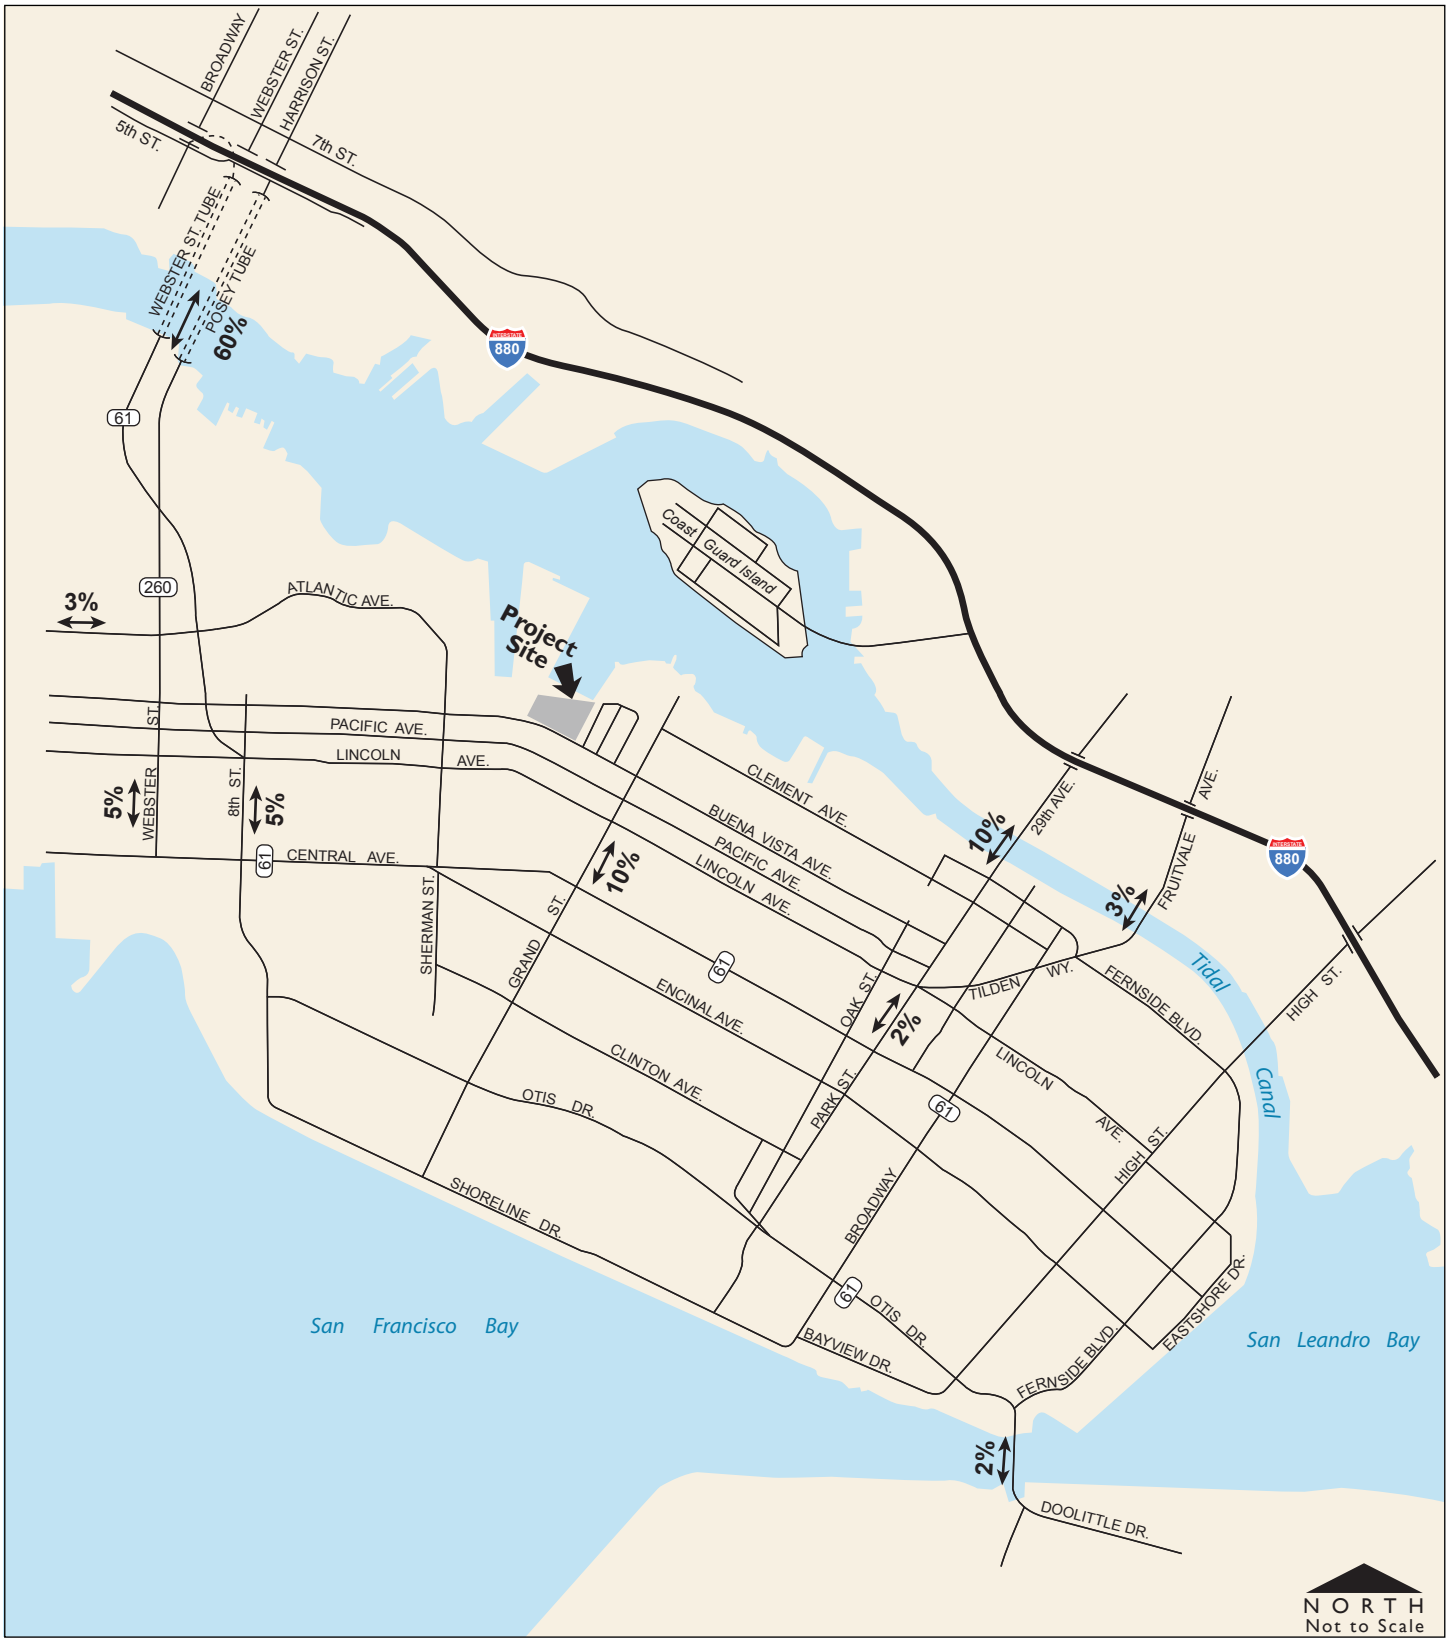 BROADWAY
WEBSTER ST.
HARRISON ST.
5th ST.
7th ST.
WEBSTER ST. TUBE
POSEY TUBE
60%
INTERSTATE
880
61
260
Coast
Guard Island
3%
ATLANTIC AVE.
Project
Site
PACIFIC AVE.
LINCOLN AVE.
WEBSTER ST.
8th ST.
5%
5%
61
CENTRAL AVE.
CLEMENT AVE.
BUENA VISTA AVE.
PACIFIC AVE.
LINCOLN AVE.
10%
29th AVE.
FRUITVALE AVE.
INTERSTATE
880
10%
3%
SHERMAN ST.
GRAND ST.
61
ENCINAL AVE.
OAK ST.
2%
TILDEN WY.
FERNSIDE BLVD.
Tidal
Canal
HIGH ST.
CLINTON AVE.
OTIS DR.
PARK ST.
LINCOLN AVE.
61
HIGH ST.
SHORELINE DR.
BROADWAY
61
OTIS DR.
BAYVIEW DR.
FERNSIDE BLVD.
EASTSHORE DR.
San Francisco Bay
San Leandro Bay
2%
DOOLITTLE DR.
NORTH
Not to Scale